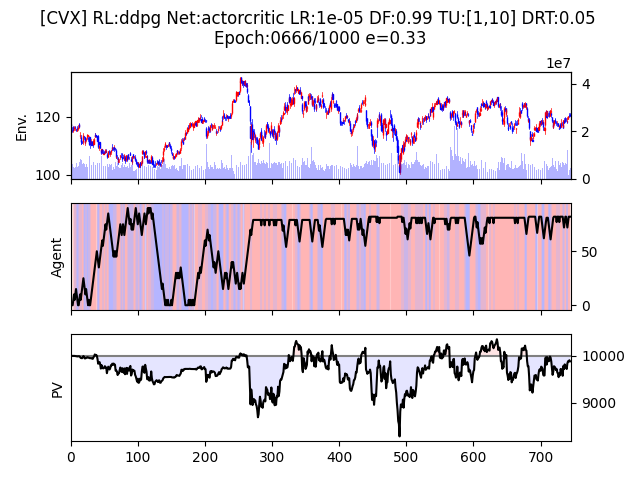 [CVX] RL:ddpg Net:actorcritic LR:1e-05 DF:0.99 TU:[1,10] DRT:0.05
Epoch:0666/1000 e=0.33
1e7
Env.
120
100
4
2
0
Agent
50
0
PV
10000
9000
0 100 200 300 400 500 600 700